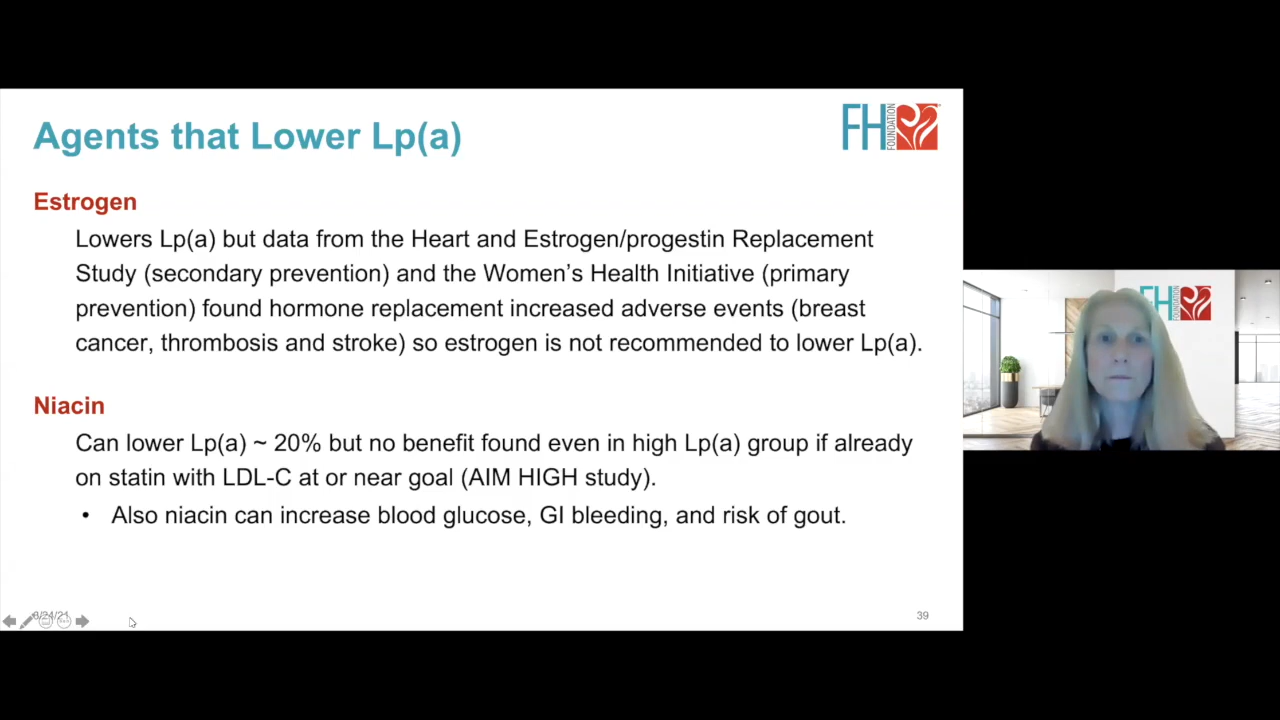 Agents that Lower Lp(a)
FH
FOUNDATION
Estrogen
Lowers Lp(a) but data from the Heart and Estrogen/progestin Replacement
Study (secondary prevention) and the Women’s Health Initiative (primary
prevention) found hormone replacement increased adverse events (breast
cancer, thrombosis and stroke) so estrogen is not recommended to lower Lp(a).
Niacin
Can lower Lp(a) ~ 20% but no benefit found even in high Lp(a) group if already
on statin with LDL-C at or near goal (AIM HIGH study).
• Also niacin can increase blood glucose, GI bleeding, and risk of gout.
39
FH
FOUNDATION